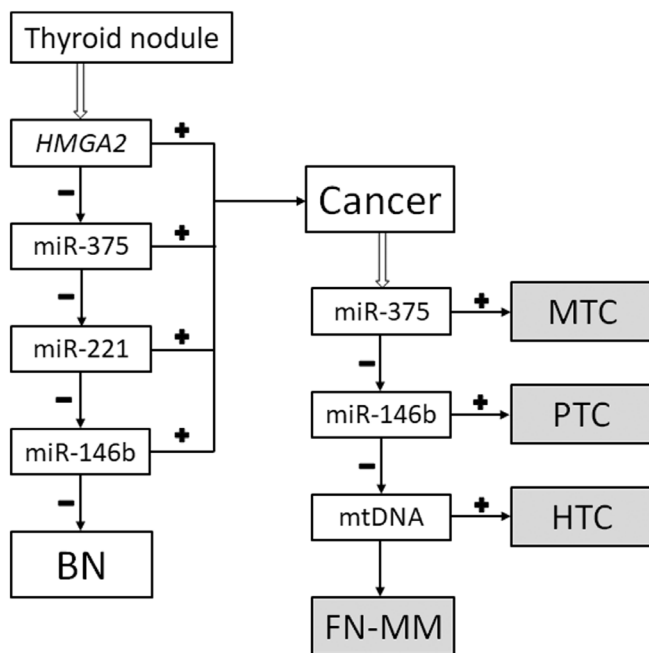 Thyroid nodule
HMGA2
+
−
miR-375
+
−
miR-221
+
−
miR-146b
+
−
BN
Cancer
miR-375
+
MTC
−
miR-146b
+
PTC
−
mtDNA
+
HTC
FN-MM